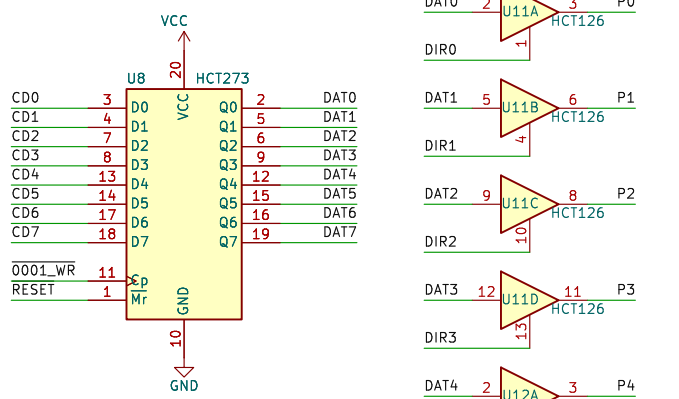 VCC
20
U8
HCT273
VCC
CD0 3 D0 Q0 2 DAT0
CD1 4 D1 Q1 5 DAT1
CD2 7 D2 Q2 6 DAT2
CD3 8 D3 Q3 9 DAT3
CD4 13 D4 Q4 12 DAT4
CD5 14 D5 Q5 15 DAT5
CD6 17 D6 Q6 16 DAT6
CD7 18 D7 Q7 19 DAT7
0001_WR 11 Cp
RESET 1 Mr
GND
10
GND
DAT0 2 U11A 3 P0
HCT126
1
DIR0
DAT1 5 U11B 6 P1
HCT126
4
DIR1
DAT2 9 U11C 8 P2
HCT126
10
DIR2
DAT3 12 U11D 11 P3
HCT126
13
DIR3
DAT4 2 U12A 3 P4